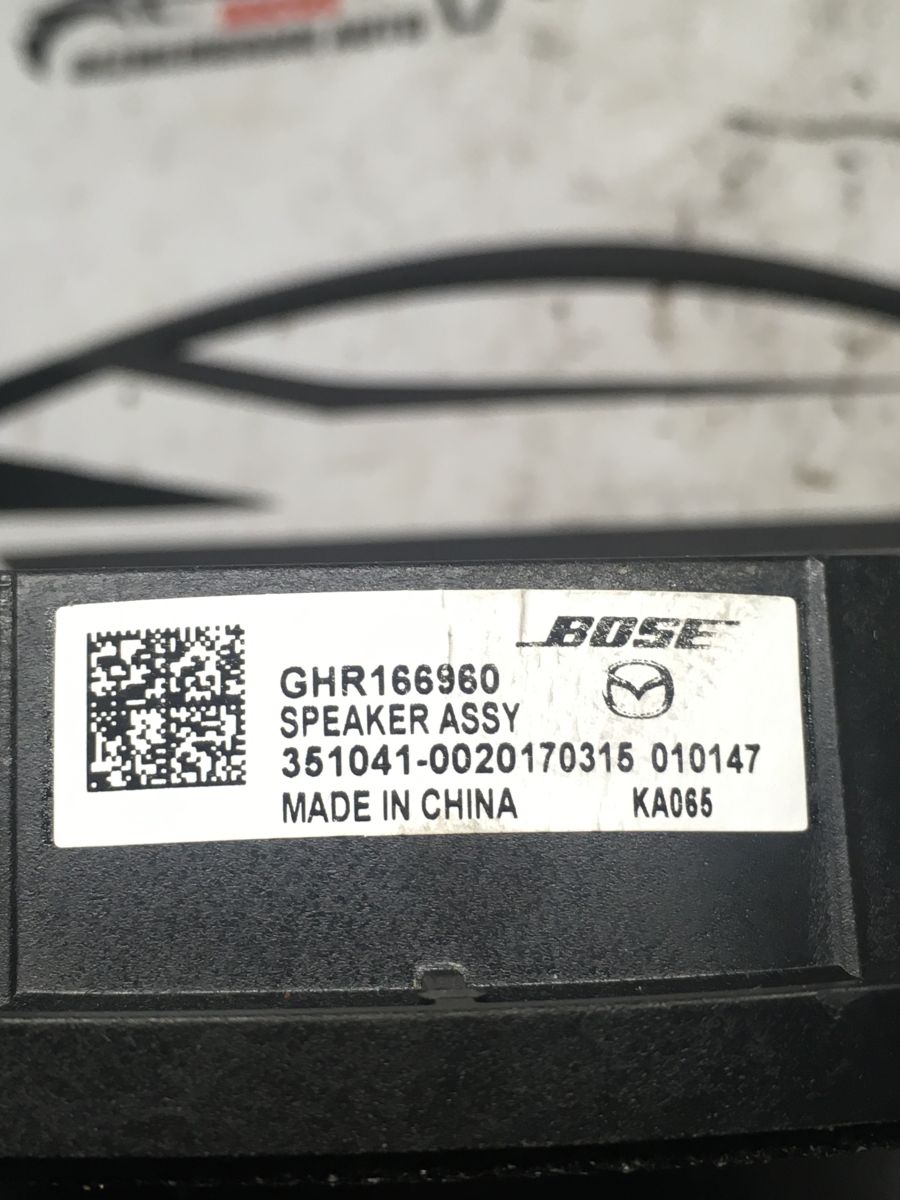 BOSE
GHR166960
SPEAKER ASSY
351041-0020170315 010147
MADE IN CHINA KA065